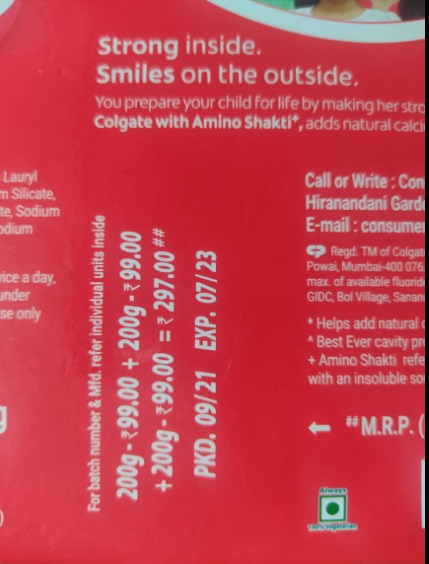 Strong inside.
Smiles on the outside.
You prepare your child for life by making her stro
Colgate with Amino Shakti⁺, adds natural calci
Lauryl
m Silicate,
te, Sodium
odium
vice a day,
under
se only
g
)
For batch number & Mfd. refer individual units inside
200g - ₹99.00 + 200g - ₹99.00
+ 200g - ₹99.00 = ₹297.00##
PKD. 09/21 EXP. 07/23
Call or Write : Con
Hiranandani Gard
E-mail : consume
Regd. TM of Colgat
Powai, Mumbai-400 076.
max. of available fluorid
GIDC, Bol Village, Sanan
* Helps add natural c
^ Best Ever cavity pr
+ Amino Shakti refe
with an insoluble so
← ##M.R.P. (
Always
100% Vegetarian